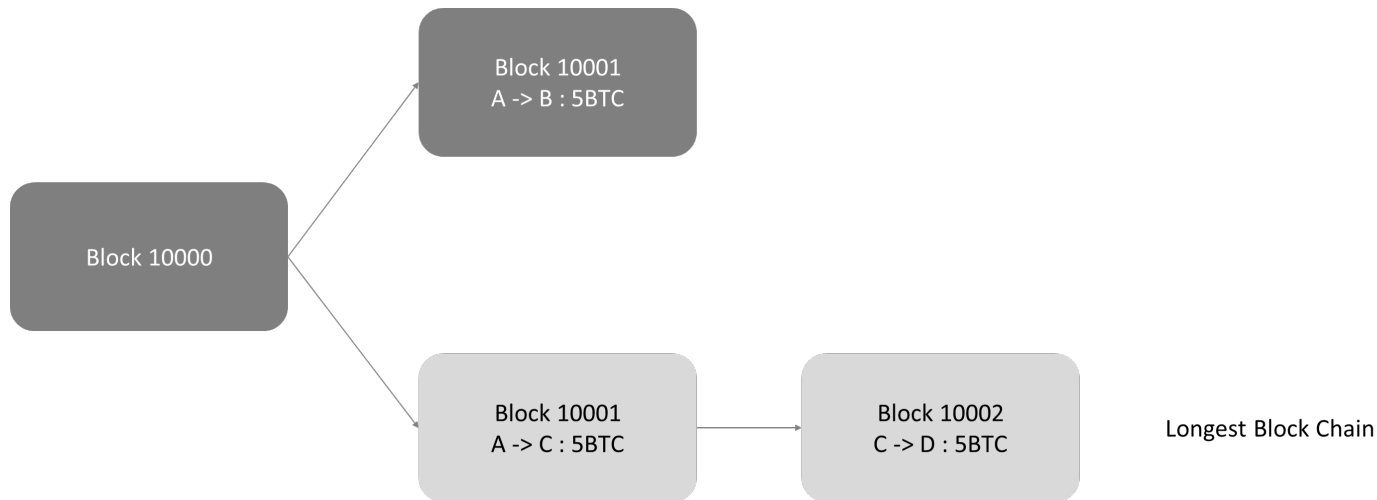 Block 10001
A -> B : 5BTC
Block 10000
Block 10001
A -> C : 5BTC
Block 10002
C -> D : 5BTC
Longest Block Chain